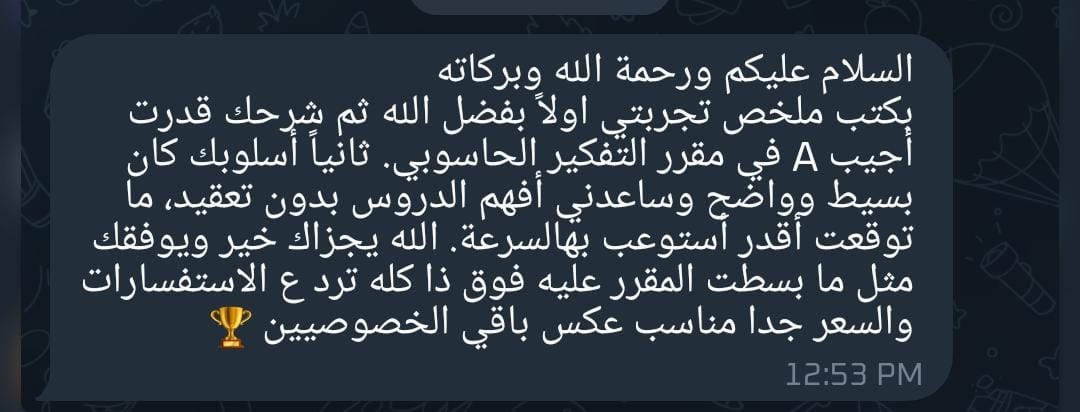 السلام عليكم ورحمة الله وبركاته
بكتب ملخص تجربتي اولاً بفضل الله ثم شرحك قدرت
أجيب A في مقرر التفكير الحاسوبي. ثانياً أسلوبك كان
بسيط وواضح وساعدني أفهم الدروس بدون تعقيد، ما
توقعت أقدر أستوعب بهالسرعة. الله يجزاك خير ويوفقك
مثل ما بسطت المقرر عليه فوق ذا كله ترد ع الاستفسارات
والسعر جدا مناسب عكس باقي الخصوصيين 🏆
12:53 PM